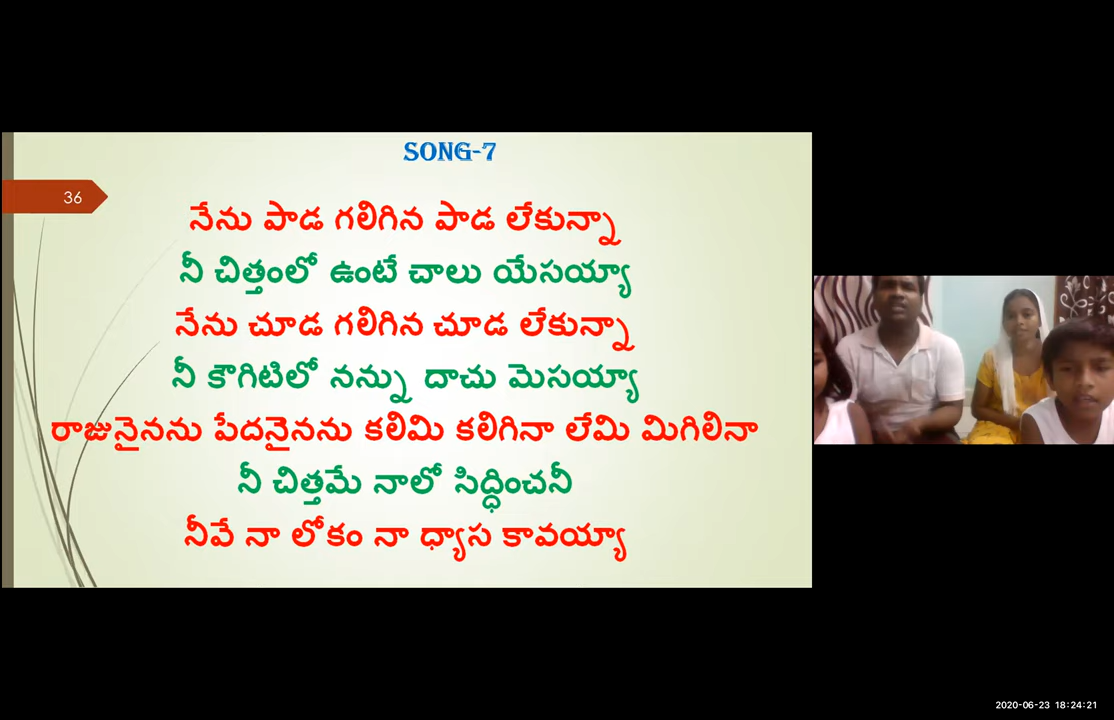 SONG-7
36
నేను పాడ గలిగిన పాడ లేకున్నా
నీ చిత్తంలో ఉంటే చాలు యేసయ్యా
నేను చూడ గలిగిన చూడ లేకున్నా
నీ కౌగిటిలో నన్ను దాచు మెసయ్యా
రాజునైనను పేదనైనను కలిమి కలిగినా లేమి మిగిలినా
నీ చిత్తమే నాలో సిద్ధించనీ
నీవే నా లోకం నా ధ్యాస కావయ్యా
2020-06-23 18:24:21